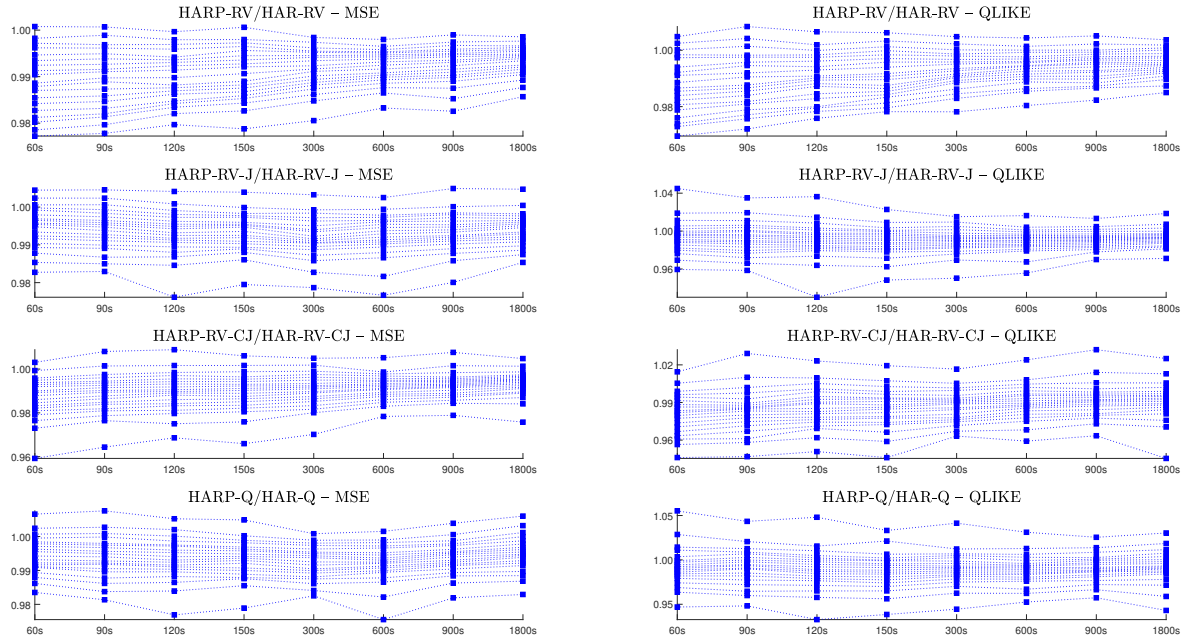 HARP-RV/HAR-RV – MSE
1.00
0.99
0.98
60s 90s 120s 150s 300s 600s 900s 1800s
HARP-RV/HAR-RV – QLIKE
1.00
0.98
60s 90s 120s 150s 300s 600s 900s 1800s
HARP-RV-J/HAR-RV-J – MSE
1.00
0.99
0.98
60s 90s 120s 150s 300s 600s 900s 1800s
HARP-RV-J/HAR-RV-J – QLIKE
1.04
1.00
0.96
60s 90s 120s 150s 300s 600s 900s 1800s
HARP-RV-CJ/HAR-RV-CJ – MSE
1.00
0.98
0.96
60s 90s 120s 150s 300s 600s 900s 1800s
HARP-RV-CJ/HAR-RV-CJ – QLIKE
1.02
0.99
0.96
60s 90s 120s 150s 300s 600s 900s 1800s
HARP-Q/HAR-Q – MSE
1.00
0.99
0.98
60s 90s 120s 150s 300s 600s 900s 1800s
HARP-Q/HAR-Q – QLIKE
1.05
1.00
0.95
60s 90s 120s 150s 300s 600s 900s 1800s